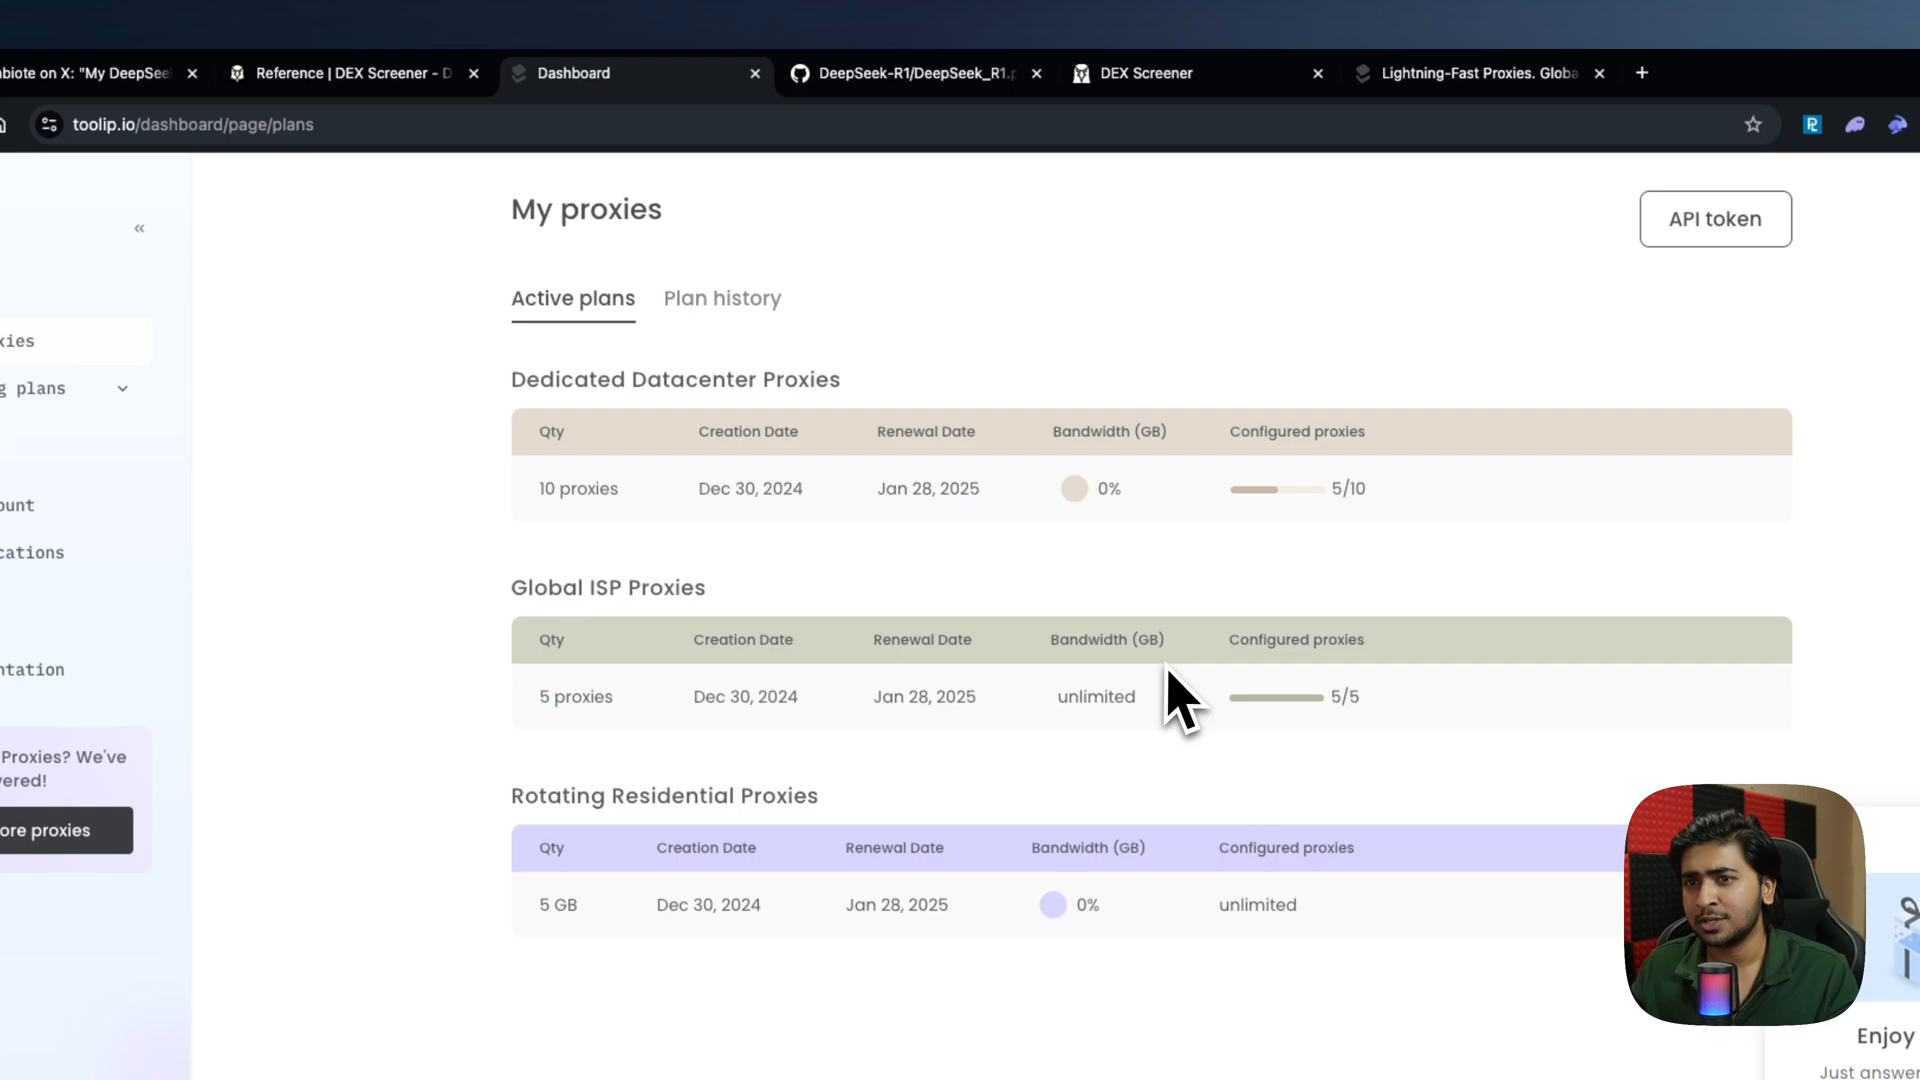 biote on X: "My DeepSee
Reference | DEX Screener - D
Dashboard
DeepSeek-R1/DeepSeek_R1.p
DEX Screener
Lightning-Fast Proxies. Globa
toolip.io/dashboard/page/plans
«
My proxies
API token
Active plans
Plan history
xies
g plans
ount
cations
ntation
Proxies? We've
vered!
ore proxies
Dedicated Datacenter Proxies
Qty Creation Date Renewal Date Bandwidth (GB) Configured proxies
10 proxies Dec 30, 2024 Jan 28, 2025 0% 5/10
Global ISP Proxies
Qty Creation Date Renewal Date Bandwidth (GB) Configured proxies
5 proxies Dec 30, 2024 Jan 28, 2025 unlimited 5/5
Rotating Residential Proxies
Qty Creation Date Renewal Date Bandwidth (GB) Configured proxies
5 GB Dec 30, 2024 Jan 28, 2025 0% unlimited
Enjoy
Just answer